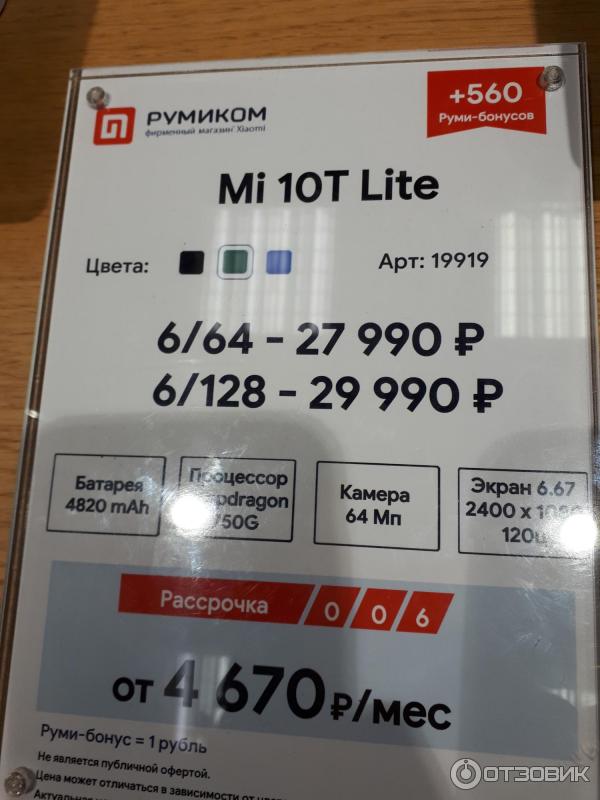 РУМИКОМ
фирменный магазин Xiaomi
+560
Руми-бонусов
Mi 10T Lite
Цвета:
Арт: 19919
6/64 - 27 990 ₽
6/128 - 29 990 ₽
Батарея
4820 mAh
Процессор
750G
Камера
64 Мп
Экран 6.67
2400 x
Рассрочка 0 0 6
от 4 670 ₽/мес
Руми-бонус = 1 рубль
Не является публичной офертой.
Цена может отличаться в зависимости от
ОТЗОВИК